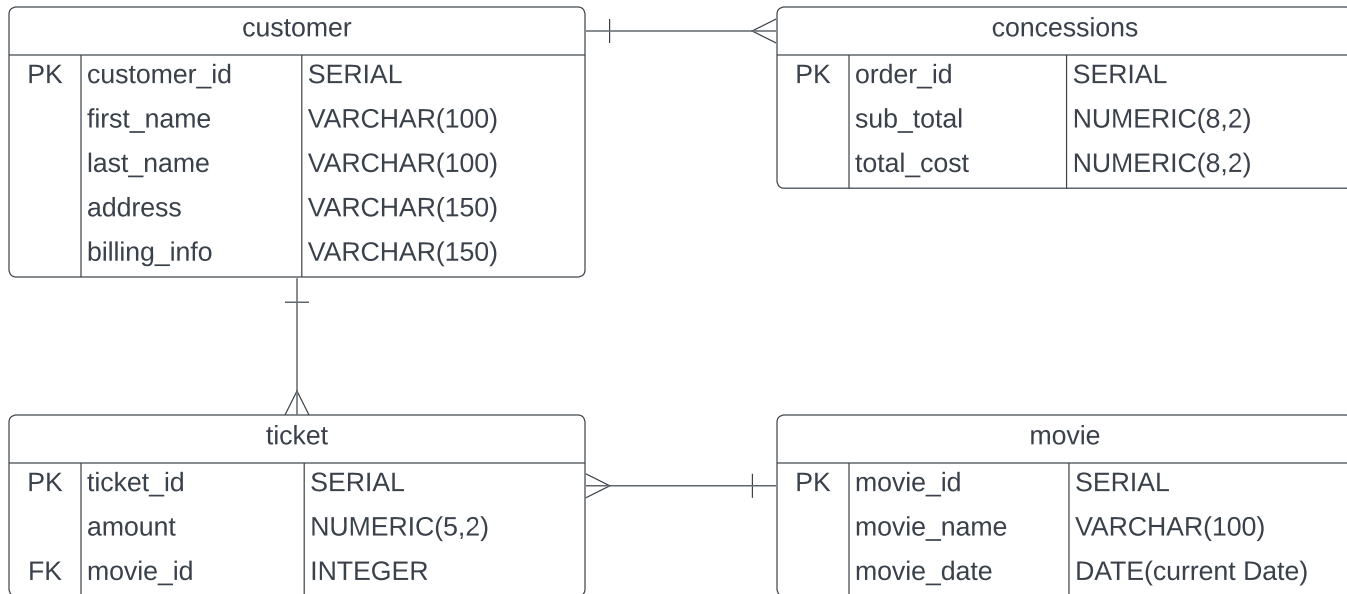 customer
PK customer_id SERIAL
first_name VARCHAR(100)
last_name VARCHAR(100)
address VARCHAR(150)
billing_info VARCHAR(150)
concessions
PK order_id SERIAL
sub_total NUMERIC(8,2)
total_cost NUMERIC(8,2)
ticket
PK ticket_id SERIAL
amount NUMERIC(5,2)
FK movie_id INTEGER
movie
PK movie_id SERIAL
movie_name VARCHAR(100)
movie_date DATE(current Date)